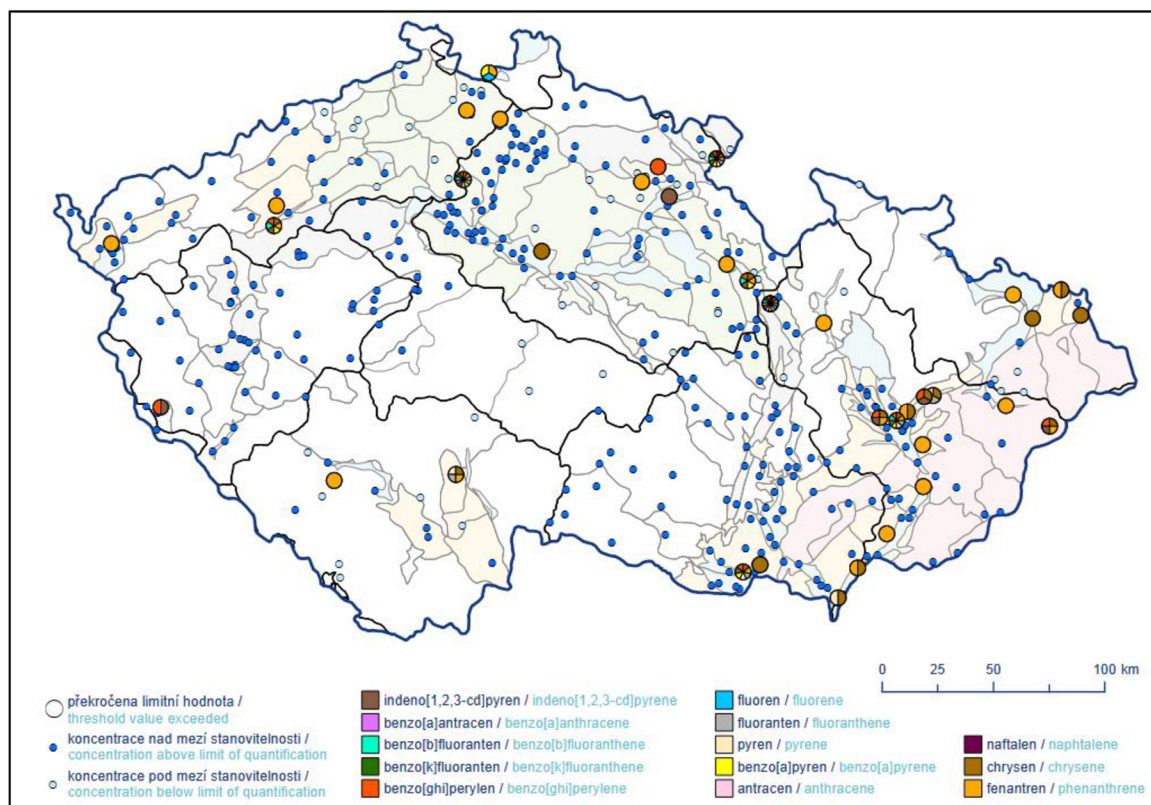 0 25 50 100 km
překročena limitní hodnota /
threshold value exceeded
koncentrace nad mezí stanovitelnosti /
concentration above limit of quantification
koncentrace pod mezí stanovitelnosti /
concentration below limit of quantification
indeno[1,2,3-cd]pyren / indeno[1,2,3-cd]pyrene
benzo[a]antracen / benzo[a]anthracene
benzo[b]fluoranten / benzo[b]fluoranthene
benzo[k]fluoranten / benzo[k]fluoranthene
benzo[ghi]perylen / benzo[ghi]perylene
fluoren / fluorene
fluoranten / fluoranthene
pyren / pyrene
benzo[a]pyren / benzo[a]pyrene
antracen / anthracene
naftalen / naphtalene
chrysen / chrysene
fenantren / phenanthrene